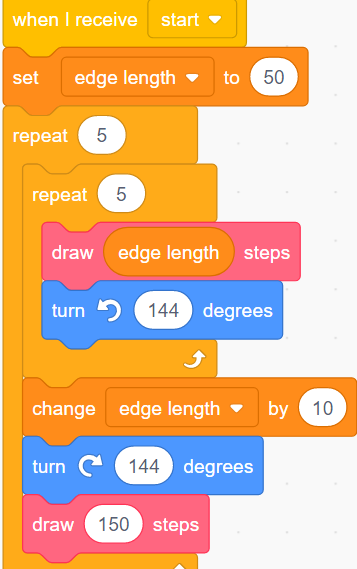 when I receive start
set edge length to 50
repeat 5
repeat 5
draw edge length steps
turn 144 degrees
change edge length by 10
turn 144 degrees
draw 150 steps